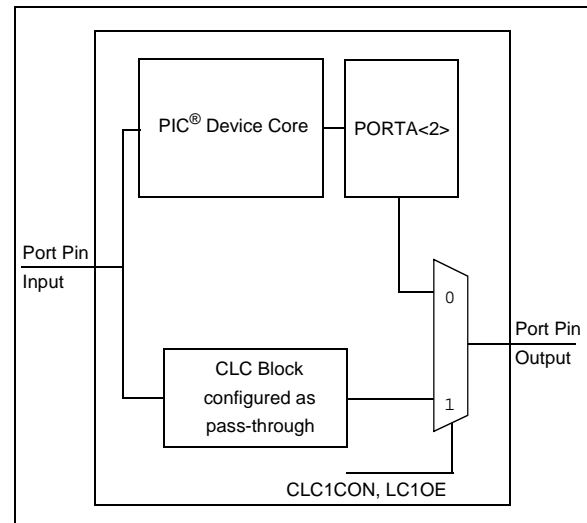 PIC® Device Core
PORTA<2>
Port Pin
Input
0
Port Pin
Output
CLC Block
configured as
pass-through
1
CLC1CON, LC1OE